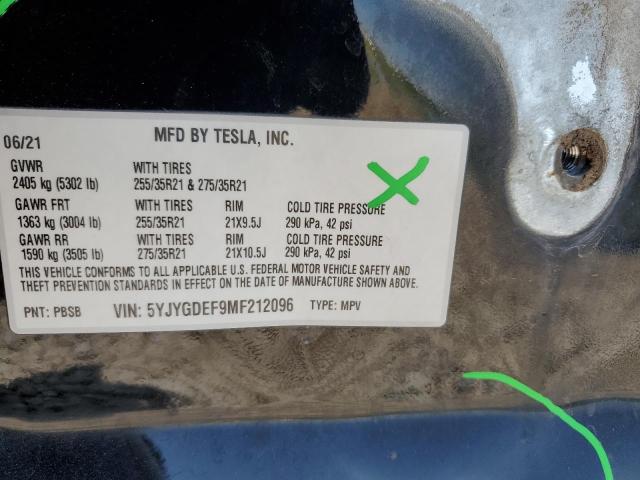 06/21 MFD BY TESLA, INC.
GVWR WITH TIRES
2405 kg (5302 lb) 255/35R21 & 275/35R21
GAWR FRT WITH TIRES RIM COLD TIRE PRESSURE
1363 kg (3004 lb) 255/35R21 21X9.5J 290 kPa, 42 psi
GAWR RR WITH TIRES RIM COLD TIRE PRESSURE
1590 kg (3505 lb) 275/35R21 21X10.5J 290 kPa, 42 psi
THIS VEHICLE CONFORMS TO ALL APPLICABLE U.S. FEDERAL MOTOR VEHICLE SAFETY AND
THEFT PREVENTION STANDARDS IN EFFECT ON THE DATE OF MANUFACTURE SHOWN ABOVE.
PNT: PBSB VIN: 5YJYGDEF9MF212096 TYPE: MPV